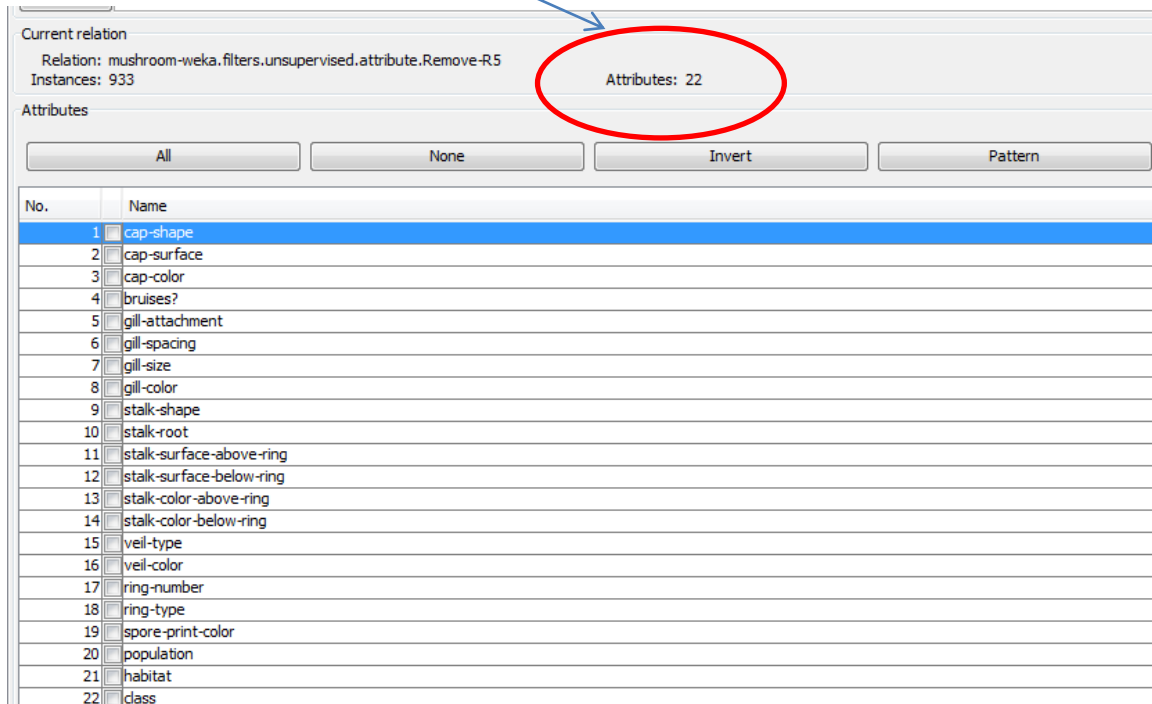 Current relation
Relation: mushroom-weka.filters.unsupervised.attribute.Remove-R5
Instances: 933 Attributes: 22
Attributes
All None Invert Pattern
No. Name
1 cap-shape
2 cap-surface
3 cap-color
4 bruises?
5 gill-attachment
6 gill-spacing
7 gill-size
8 gill-color
9 stalk-shape
10 stalk-root
11 stalk-surface-above-ring
12 stalk-surface-below-ring
13 stalk-color-above-ring
14 stalk-color-below-ring
15 veil-type
16 veil-color
17 ring-number
18 ring-type
19 spore-print-color
20 population
21 habitat
22 class